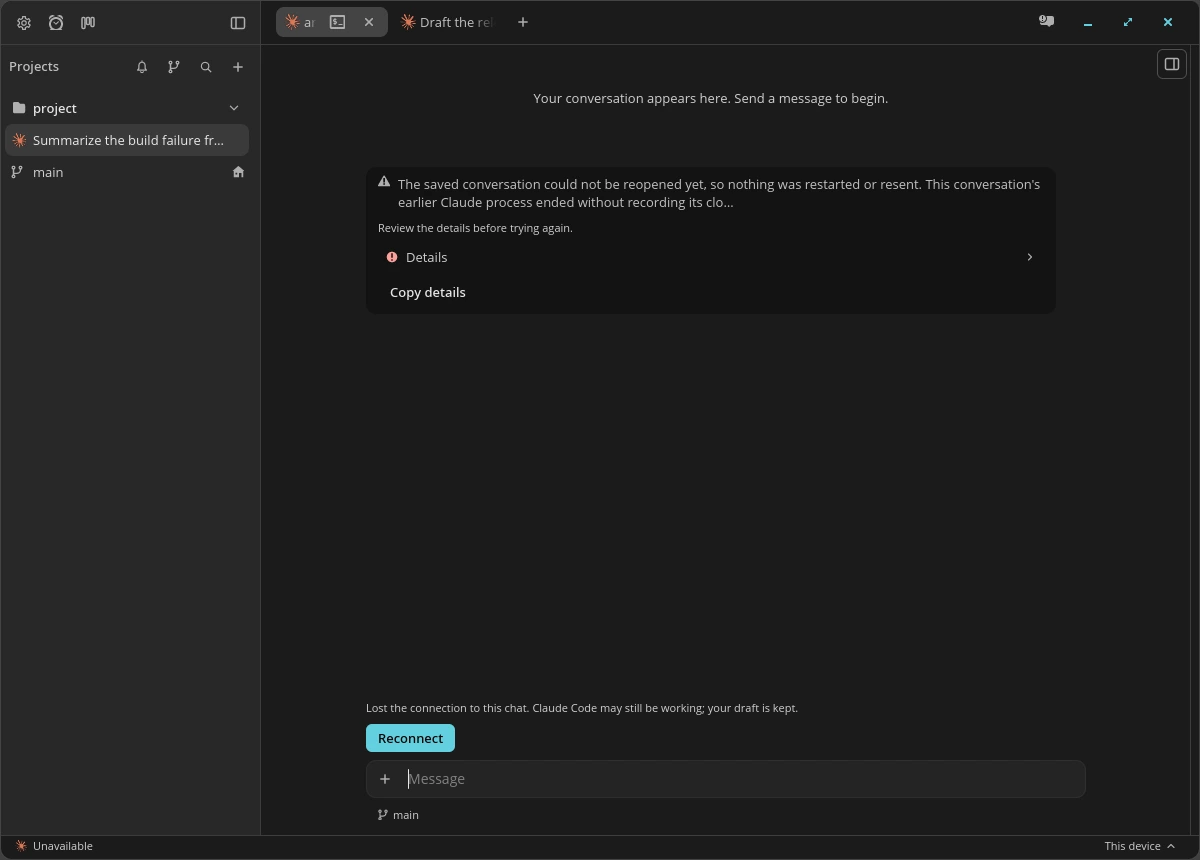 Draft the re
Projects
project
Summarize the build failure fr...
main
Your conversation appears here. Send a message to begin.
The saved conversation could not be reopened yet, so nothing was restarted or resent. This conversation's
earlier Claude process ended without recording its clo...
Review the details before trying again.
Details
Copy details
Lost the connection to this chat. Claude Code may still be working; your draft is kept.
Reconnect
Message
main
Unavailable
This device